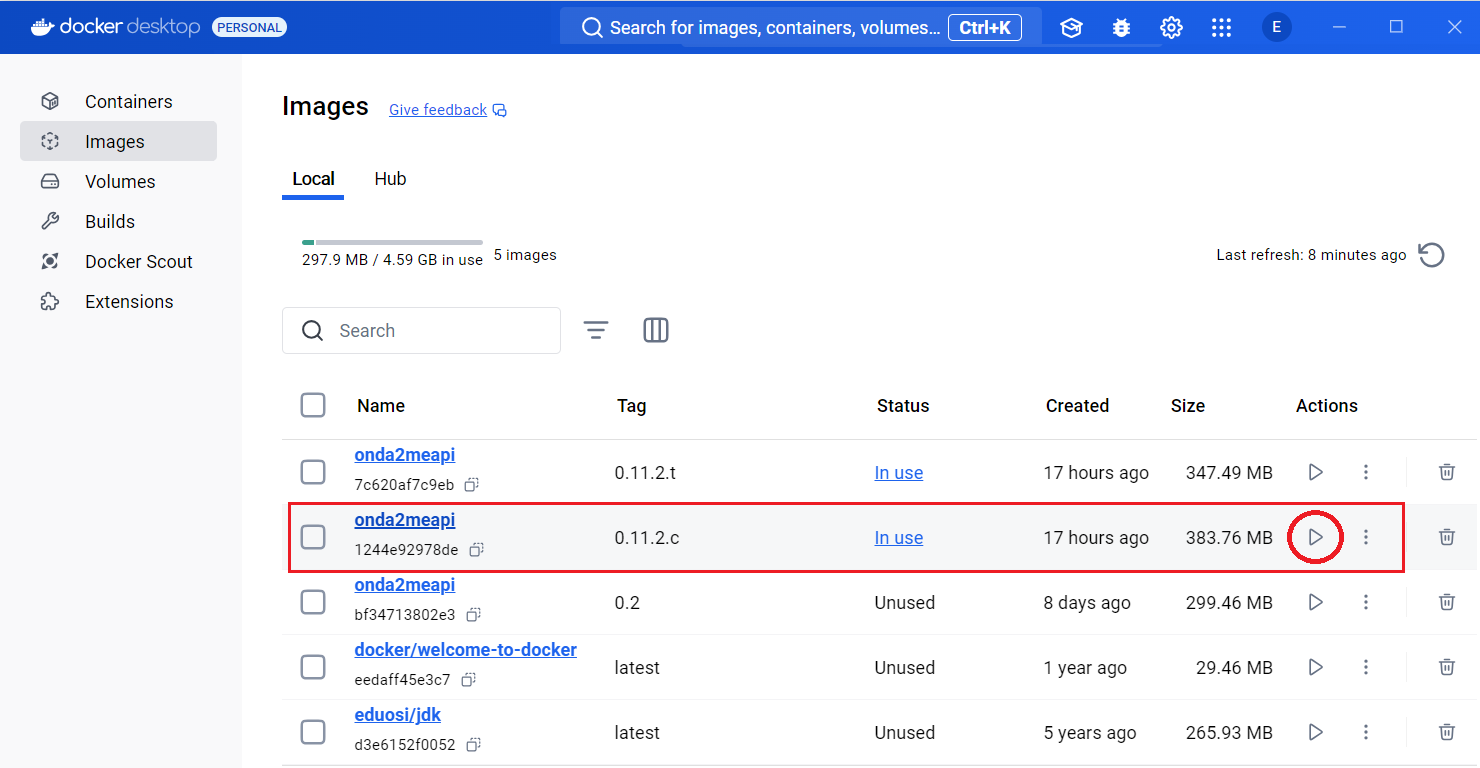 docker desktop PERSONAL Search for images, containers, volumes... Ctrl+K E
Containers
Images
Volumes
Builds
Docker Scout
Extensions
Images Give feedback
Local Hub
297.9 MB / 4.59 GB in use 5 images Last refresh: 8 minutes ago
Search
Name Tag Status Created Size Actions
onda2meapi
7c620af7c9eb 0.11.2.t In use 17 hours ago 347.49 MB
onda2meapi
1244e92978de 0.11.2.c In use 17 hours ago 383.76 MB
onda2meapi
bf34713802e3 0.2 Unused 8 days ago 299.46 MB
docker/welcome-to-docker
eedaff45e3c7 latest Unused 1 year ago 29.46 MB
eduosi/jdk
d3e6152f0052 latest Unused 5 years ago 265.93 MB